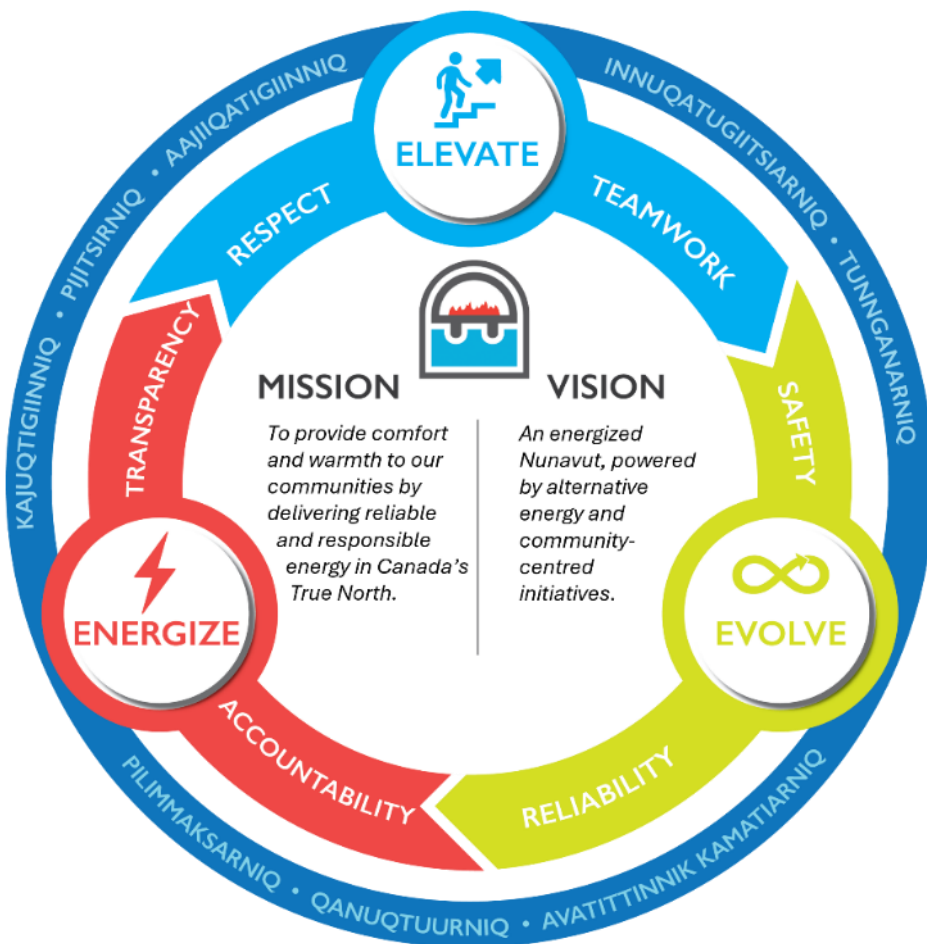 KAJUQTIGIINNIQ • PIJITSIRNIQ • AAJIIQATIGIINNIQ
INNUQATUGIITSIARNIQ • TUNNGANARNIQ
ELEVATE
RESPECT
TEAMWORK
TRANSPARENCY
SAFETY
MISSION
To provide comfort
and warmth to our
communities by
delivering reliable
and responsible
energy in Canada’s
True North.
VISION
An energized
Nunavut, powered
by alternative
energy and
community-
centred
initiatives.
ENERGIZE
EVOLVE
ACCOUNTABILITY
RELIABILITY
PILIMMAKSARNIQ • QANUQTUURNIQ • AVATITTINNIK KAMATIARNIQ